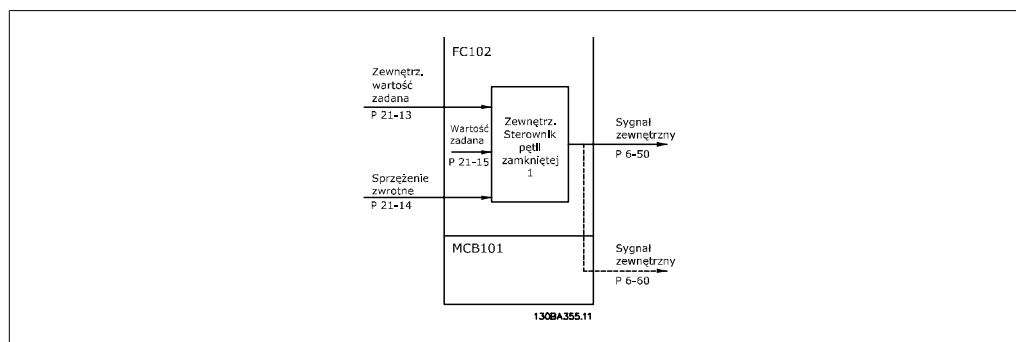 FC102
Zewnętrz.
wartość
zadana
P 21-13
Wartość
zadana
P 21-15
Zewnętrz.
Sterownik
pętli
zamkniętej
1
Sygnał
zewnętrzny
P 6-50
Sprzężenie
zwrotne
P 21-14
MCB101
Sygnał
zewnętrzny
P 6-60
130BA355.11